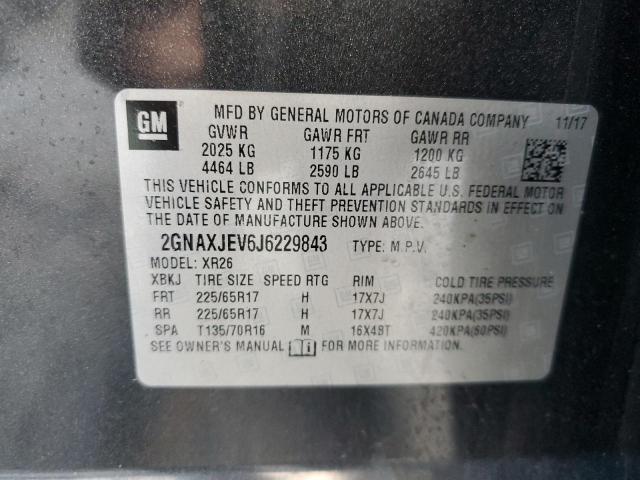 GM
MFD BY GENERAL MOTORS OF CANADA COMPANY 11/17
GVWR GAWR FRT GAWR RR
2025 KG 1175 KG 1200 KG
4464 LB 2590 LB 2645 LB
THIS VEHICLE CONFORMS TO ALL APPLICABLE U.S. FEDERAL MOTOR
VEHICLE SAFETY AND THEFT PREVENTION STANDARDS IN EFFECT ON
THE DATE OF MANUFACTURE SHOWN ABOVE.
2GNAXJEV6J6229843 TYPE: M.P.V.
MODEL: XR26
XBKJ TIRE SIZE SPEED RTG RIM COLD TIRE PRESSURE
FRT 225/65R17 H 17X7J 240KPA(35PSI)
RR 225/65R17 H 17X7J 240KPA(35PSI)
SPA T135/70R16 M 16X4BT 420KPA(60PSI)
SEE OWNER'S MANUAL FOR MORE INFORMATION.